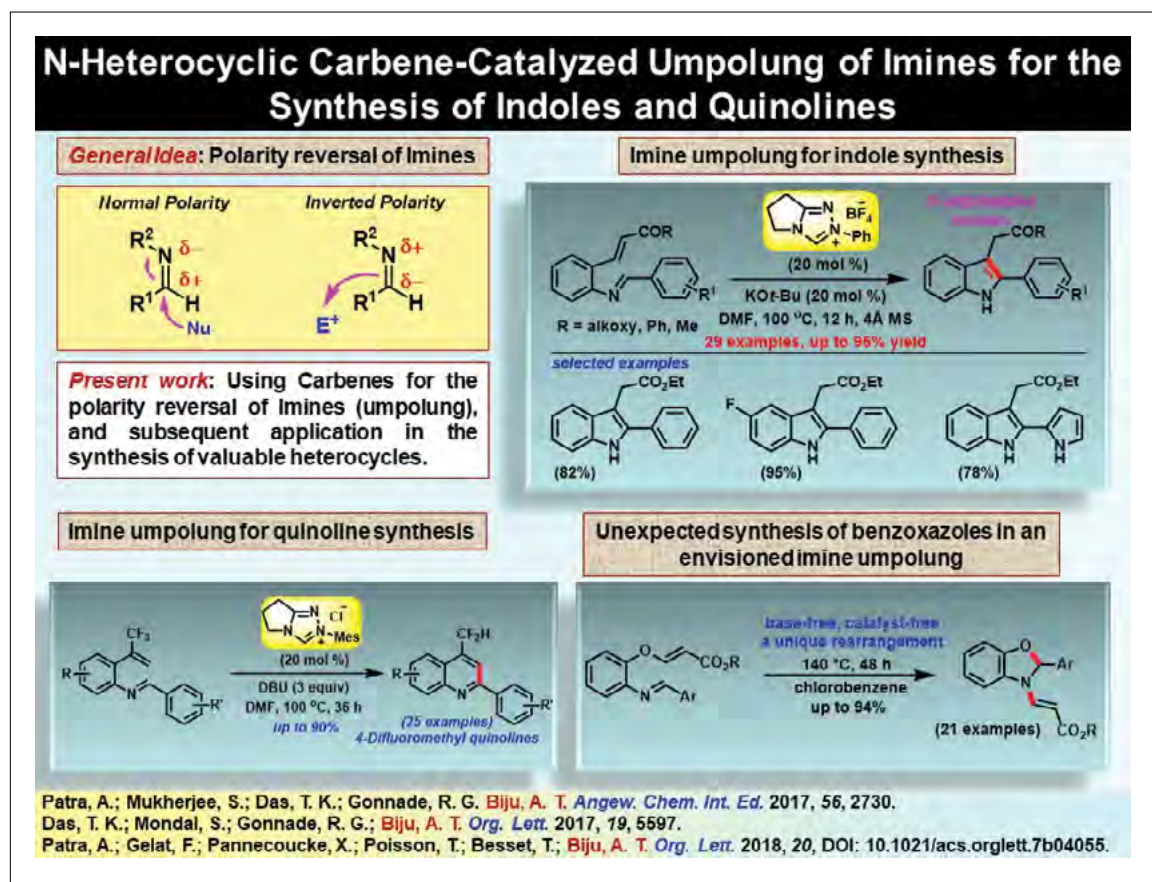 N-Heterocyclic Carbene-Catalyzed Umpolung of Imines for the
Synthesis of Indoles and Quinolines
General Idea: Polarity reversal of Imines
Normal Polarity
Inverted Polarity
R²
N
δ−
δ+
R¹
H
Nu
R²
N
δ+
δ−
R¹
H
E⁺
Present work: Using Carbenes for the
polarity reversal of Imines (umpolung),
and subsequent application in the
synthesis of valuable heterocycles.
Imine umpolung for indole synthesis
COR
N
R¹
R = alkoxy, Ph, Me
N
N
N
+
Ph
BF₄
−
(20 mol %)
KOt-Bu (20 mol %)
DMF, 100 °C, 12 h, 4Å MS
29 examples, up to 95% yield
COR
N
H
R¹
selected examples
CO₂Et
N
H
(82%)
CO₂Et
F
N
H
(95%)
CO₂Et
N
H
N
H
(78%)
Imine umpolung for quinoline synthesis
CF₃
R
N
R'
Cl
−
N
N
N
+
Mes
(20 mol %)
DBU (3 equiv)
DMF, 100 °C, 36 h
up to 90%
CF₂H
R
N
R'
(25 examples)
4-Difluoromethyl quinolines
Unexpected synthesis of benzoxazoles in an
envisioned imine umpolung
O
CO₂R
N
Ar
base-free, catalyst-free
a unique rearrangement
140 °C, 48 h
chlorobenzene
up to 94%
O
Ar
N
CO₂R
(21 examples)
Patra, A.; Mukherjee, S.; Das, T. K.; Gonnade, R. G. Biju, A. T. Angew. Chem. Int. Ed. 2017, 56, 2730.
Das, T. K.; Mondal, S.; Gonnade, R. G.; Biju, A. T. Org. Lett. 2017, 19, 5597.
Patra, A.; Gelat, F.; Pannecoucke, X.; Poisson, T.; Besset, T.; Biju, A. T. Org. Lett. 2018, 20, DOI: 10.1021/acs.orglett.7b04055.